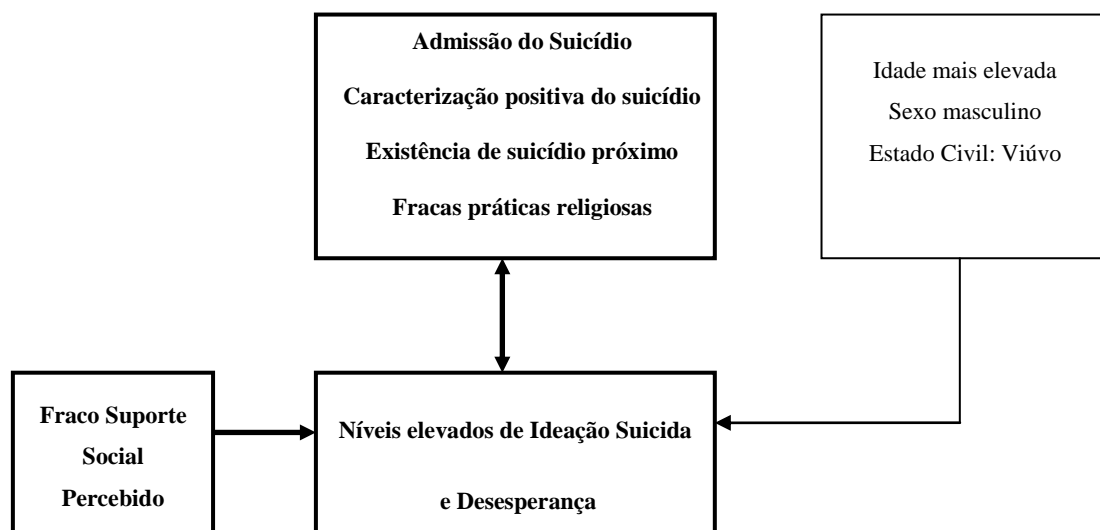 Admissão do Suicídio
Caracterização positiva do suicídio
Existência de suicídio próximo
Fracas práticas religiosas
Idade mais elevada
Sexo masculino
Estado Civil: Viúvo
Fraco Suporte
Social
Percebido
Níveis elevados de Ideação Suicida
e Desesperança